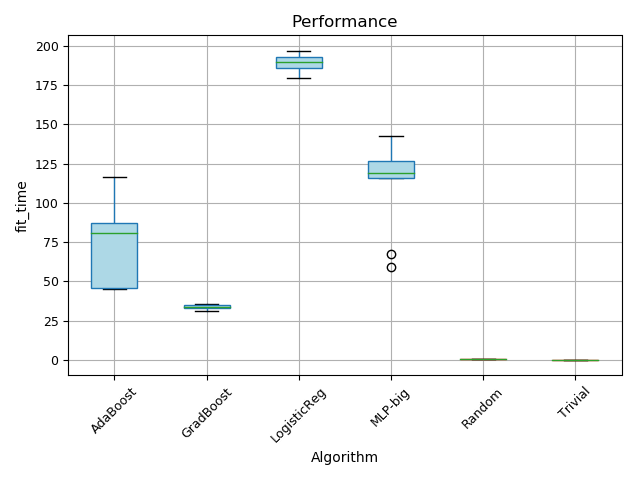 Performance
200
175
150
125
100
75
50
25
0
fit_time
AdaBoost
GradBoost
LogisticReg
MLP-big
Random
Trivial
Algorithm